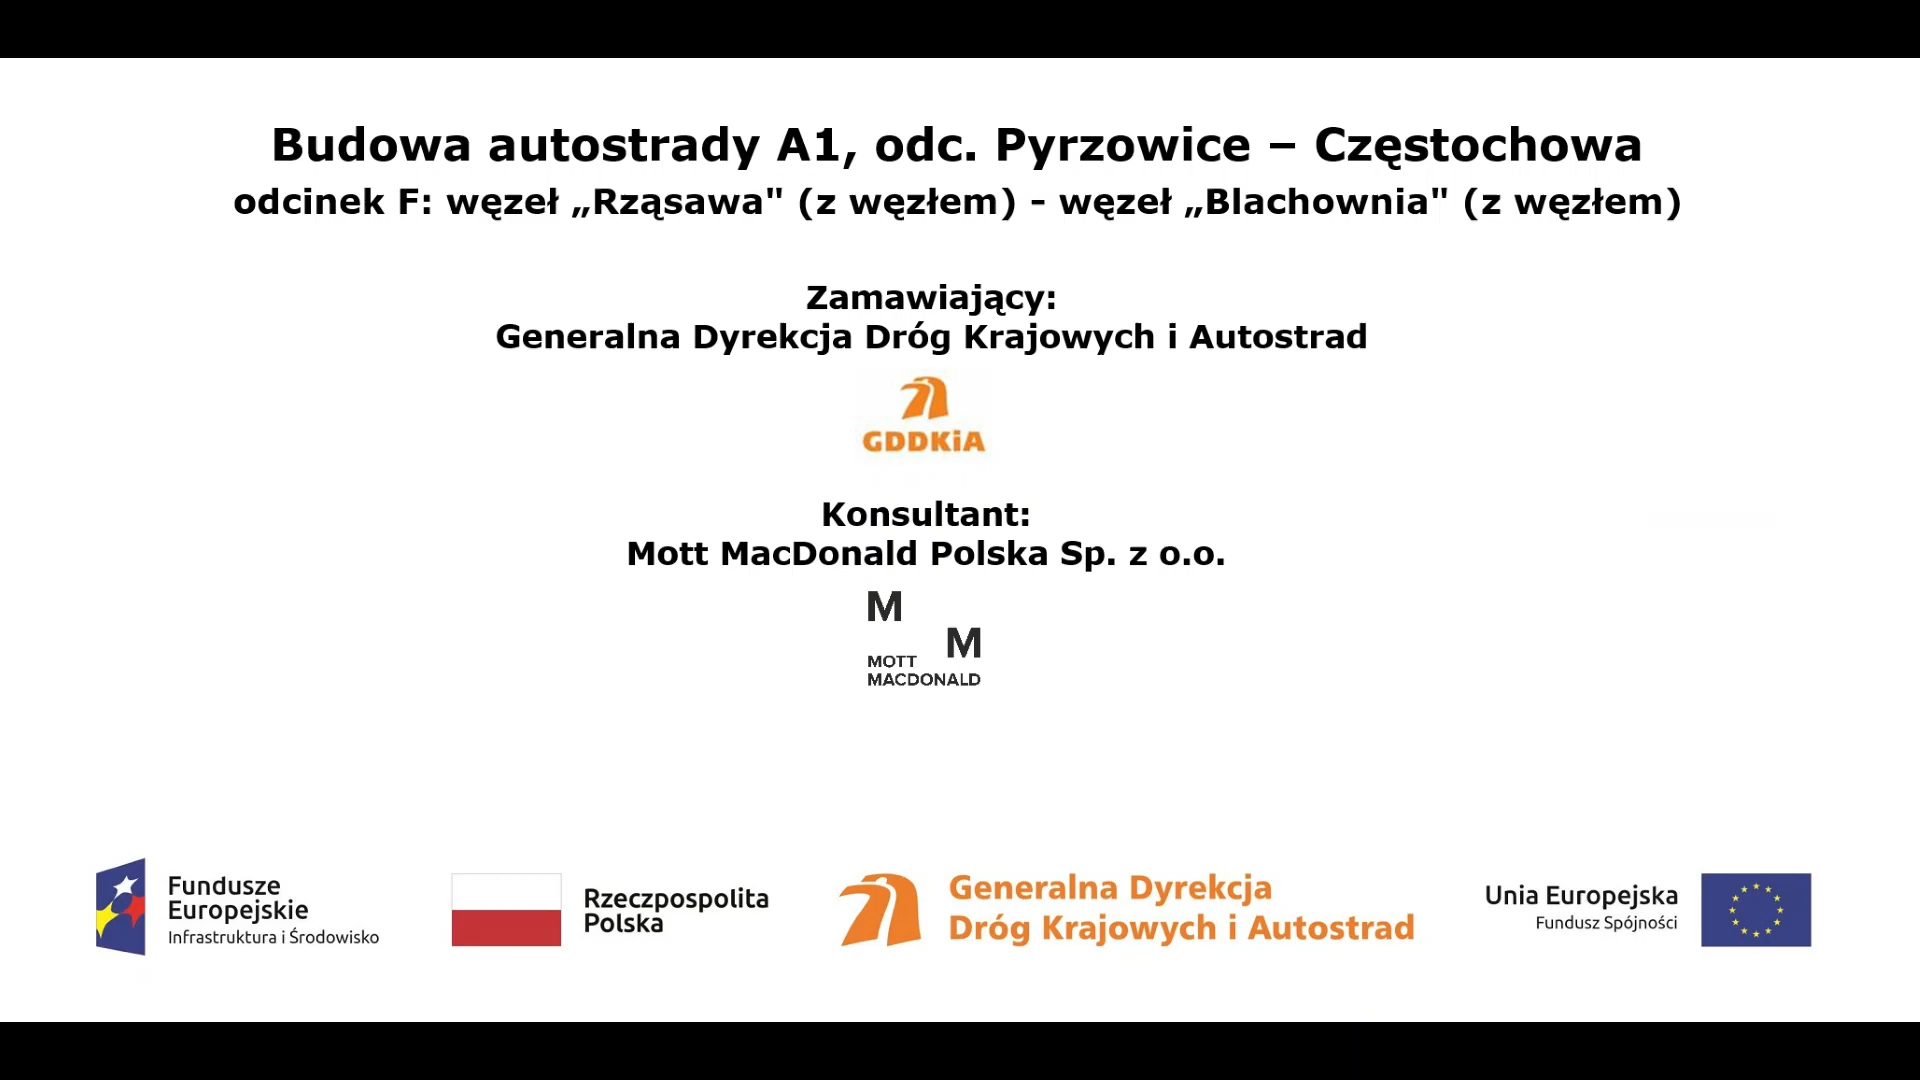 Budowa autostrady A1, odc. Pyrzowice – Częstochowa
odcinek F: węzeł „Rząsawa" (z węzłem) - węzeł „Blachownia" (z węzłem)
Zamawiający:
Generalna Dyrekcja Dróg Krajowych i Autostrad
GDDKiA
Konsultant:
Mott MacDonald Polska Sp. z o.o.
M
M
MOTT
MACDONALD
Fundusze
Europejskie
Infrastruktura i Środowisko
Rzeczpospolita
Polska
Generalna Dyrekcja
Dróg Krajowych i Autostrad
Unia Europejska
Fundusz Spójności